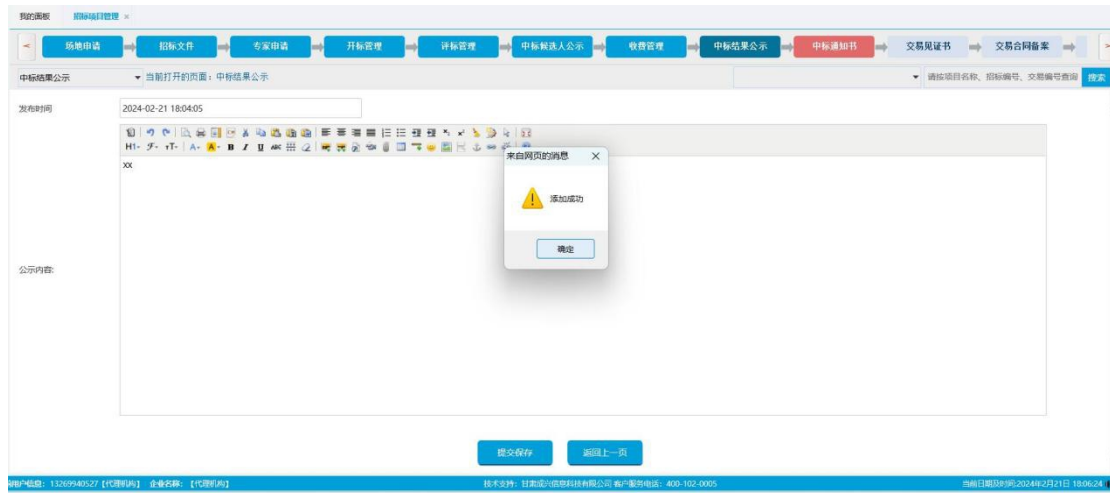 我的面板 招标项目管理 ×
场地申请 招标文件 专家申请 开标管理 评标管理 中标候选人公示 收费管理 中标结果公示 中标通知书 交易见证书 交易合同备案
中标结果公示 当前打开的页面：中标结果公示 请按项目名称、招标编号、交易编号查询 搜索
发布时间 2024-02-21 18:04:05
xx
来自网页的消息
添加成功
确定
公示内容:
提交保存 返回上一页
用户信息：13269940527【代理机构】 企业名称：【代理机构】 技术支持：甘肃成兴信息科技有限公司 客户服务电话：400-102-0005 当前日期及时间:2024年2月21日 18:06:24